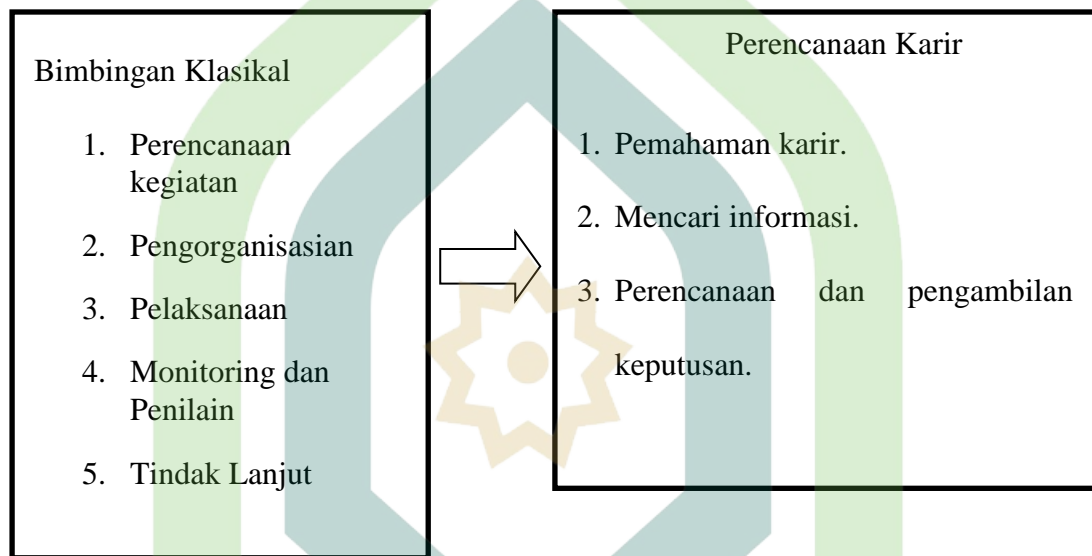 Bimbingan Klasikal
1. Perencanaan
kegiatan
2. Pengorganisasian
3. Pelaksanaan
4. Monitoring dan
Penilain
5. Tindak Lanjut
Perencanaan Karir
1. Pemahaman karir.
2. Mencari informasi.
3. Perencanaan dan pengambilan
keputusan.